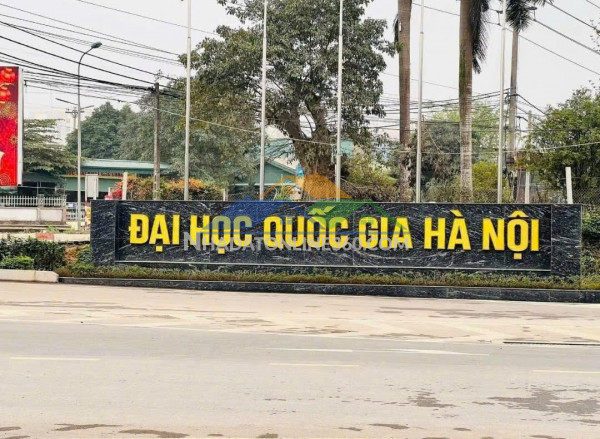 ĐẠI HỌC QUỐC GIA HÀ NỘI